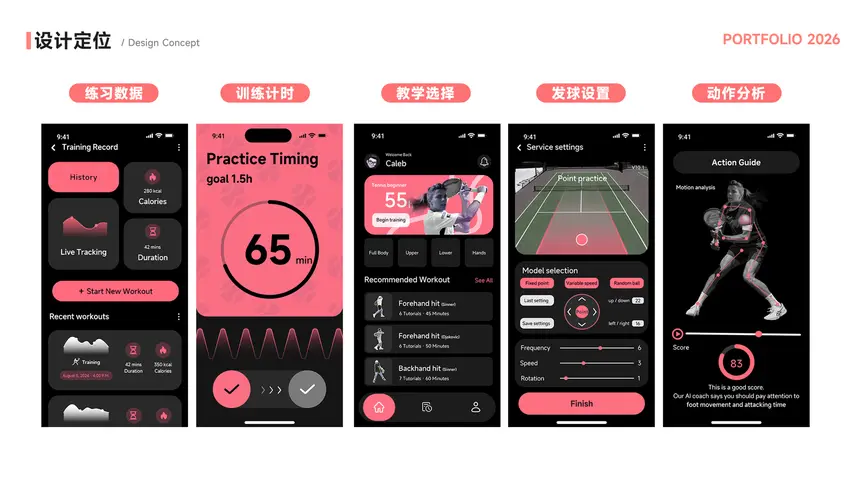 设计定位
/ Design Concept
PORTFOLIO 2026
练习数据
训练计时
教学选择
发球设置
动作分析
9:41
Training Record
History
280 kcal
Calories
Live Tracking
42 mins
Duration
+ Start New Workout
Recent workouts
Training
42 mins
Duration
350 kcal
Calories
9:41
Practice Timing
goal 1.5h
65 min
9:41
Welcome Back
Caleb
Tennis beginner
55
Begin training
Full Body
Upper
Lower
Hands
Recommended Workout
See All
Forehand hit (Sinner)
6 Tutorials · 45 Minutes
Forehand hit (Djokovic)
6 Tutorials · 50 Minutes
Backhand hit (Sinner)
7 Tutorials · 60 Minutes
9:41
Service settings
V10.1
Point practice
Model selection
Fixed point
Variable speed
Random ball
Last setting
Save settings
Point
up / down 22
left / right 16
Frequency 6
Speed 3
Rotation 1
Finish
9:41
Action Guide
Motion analysis
Score
83
This is a good score.
Our AI coach says you should pay attention to
foot movement and attacking time